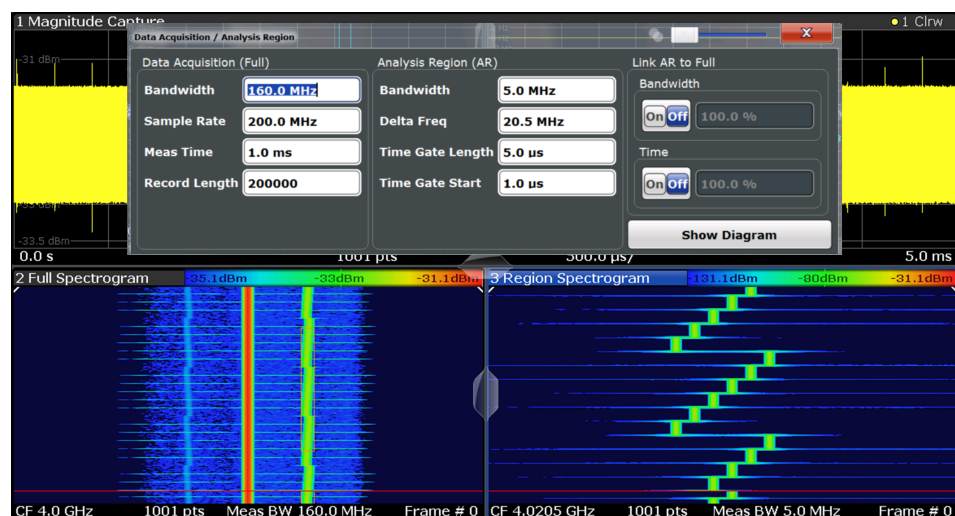 1 Magnitude Capture
1 Clrw
Data Acquisition / Analysis Region
X
-31 dBm
Data Acquisition (Full)
Analysis Region (AR)
Link AR to Full
Bandwidth 160.0 MHz
Bandwidth 5.0 MHz
Bandwidth
On Off 100.0 %
Sample Rate 200.0 MHz
Delta Freq 20.5 MHz
Meas Time 1.0 ms
Time Gate Length 5.0 µs
Time
Record Length 200000
Time Gate Start 1.0 µs
On Off 100.0 %
-33.5 dBm
Show Diagram
0.0 s
1001 pts
500.0 µs/
5.0 ms
2 Full Spectrogram -35.1dBm -33dBm -31.1dBm
3 Region Spectrogram -131.1dBm -80dBm -31.1dBm
CF 4.0 GHz 1001 pts Meas BW 160.0 MHz Frame # 0
CF 4.0205 GHz 1001 pts Meas BW 5.0 MHz Frame # 0